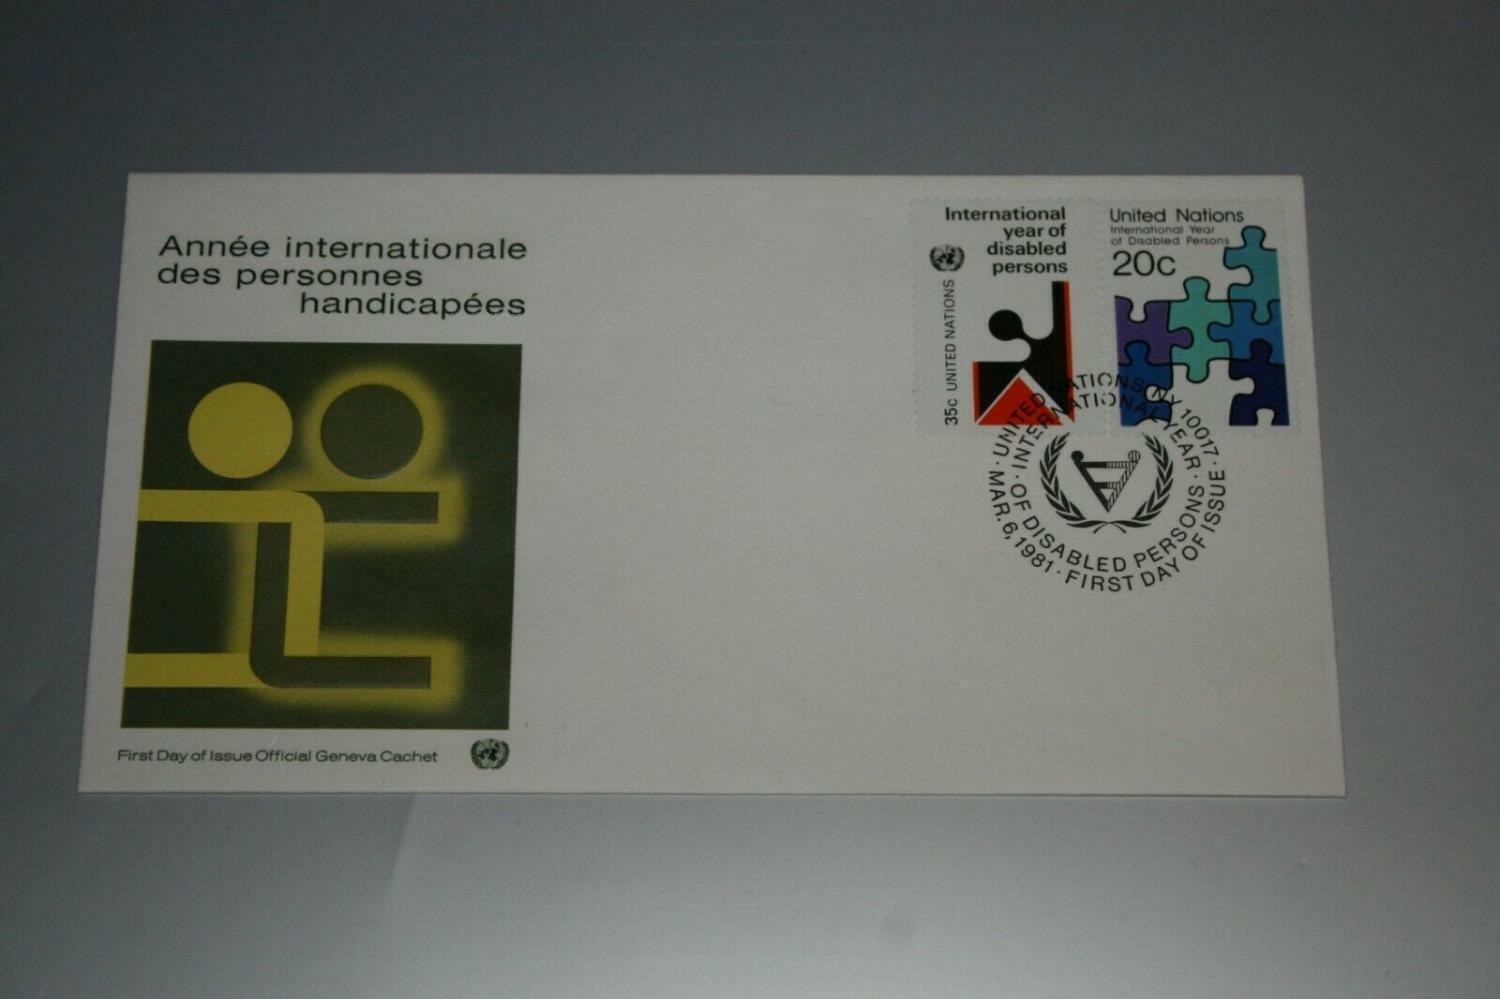 Année internationale
des personnes
handicapées
First Day of Issue Official Geneva Cachet
International
year of
disabled
persons
35c UNITED NATIONS
United Nations
International Year
of Disabled Persons
20c
· UNITED NATIONS, NY 10017 ·
MAR. 6, 1981 · FIRST DAY OF ISSUE
· INTERNATIONAL YEAR ·
OF DISABLED PERSONS